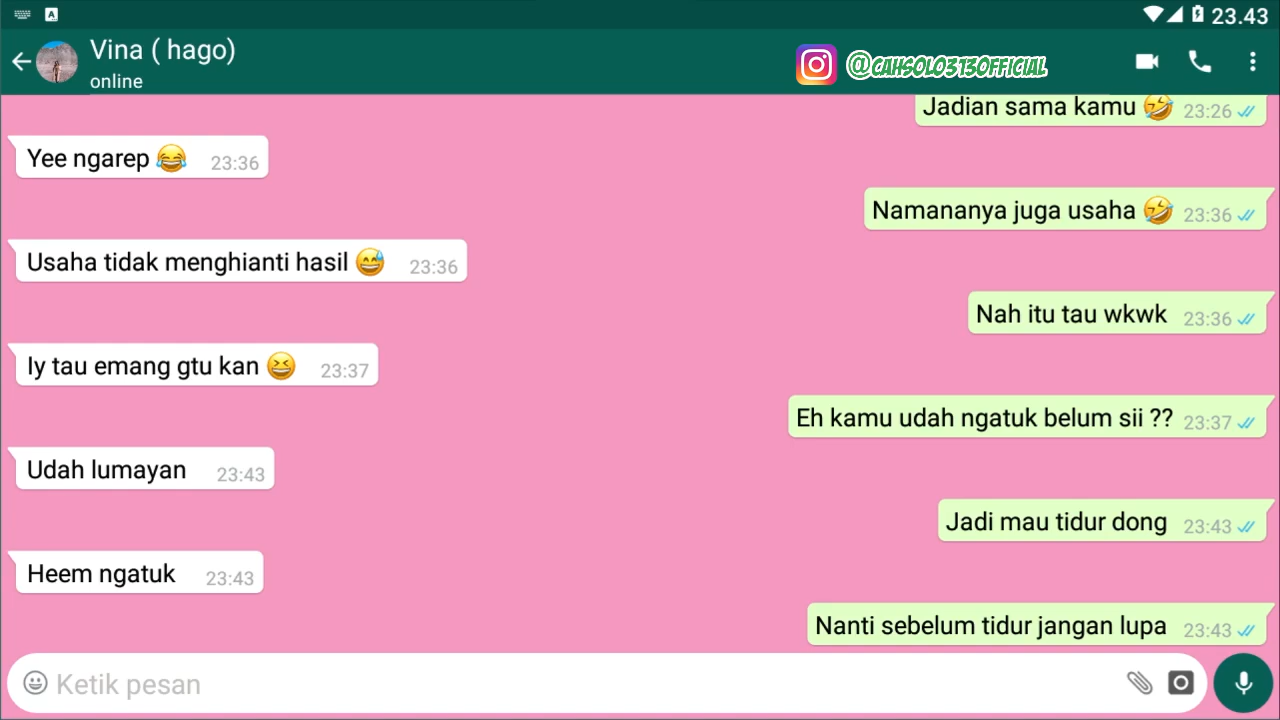 23.43
Vina ( hago)
online
@CAHSOLO313OFFICIAL
Jadian sama kamu 🤣 23:26
Yee ngarep 😂 23:36
Namananya juga usaha 🤣 23:36
Usaha tidak menghianti hasil 😅 23:36
Nah itu tau wkwk 23:36
Iy tau emang gtu kan 😆 23:37
Eh kamu udah ngatuk belum sii ?? 23:37
Udah lumayan 23:43
Jadi mau tidur dong 23:43
Heem ngatuk 23:43
Nanti sebelum tidur jangan lupa 23:43
Ketik pesan